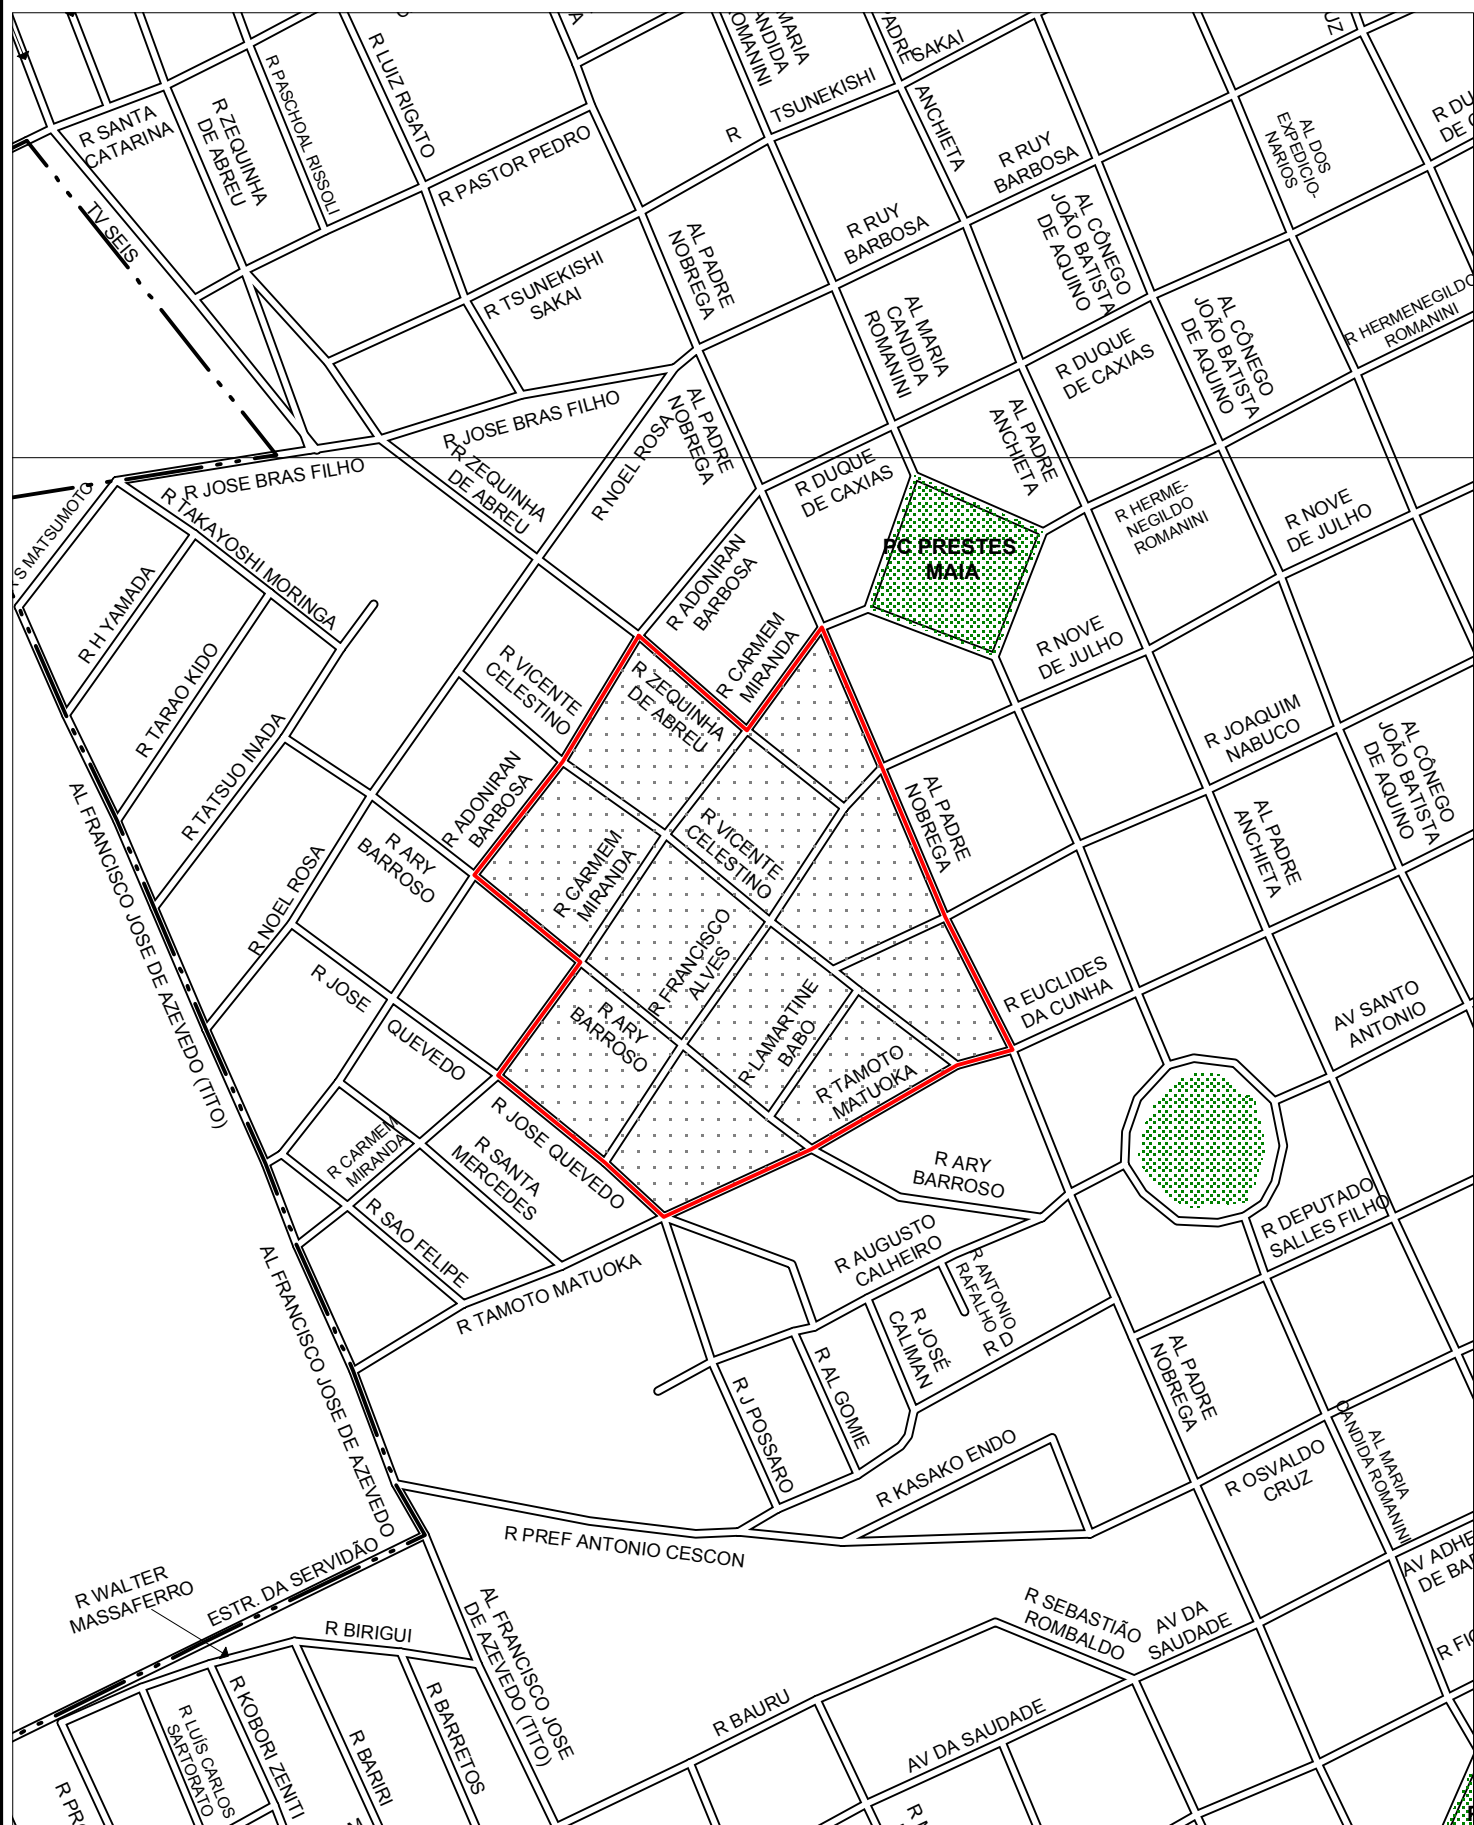 R SANTA
CATARINA
R ZEQUINHA
DE ABREU
R PASCHOAL RISSOLI
R LUIZ RIGATO
R PASTOR PEDRO
MARIA
R
TSUNEKISHI
SAKAI
ANCHIETA
R RUY
BARBOSA
AL DOS
EXPEDICIO-
NARIOS
TV SEIS
R TSUNEKISHI
SAKAI
AL PADRE
NOBREGA
R RUY
BARBOSA
AL CÔNEGO
JOÃO BATISTA
DE AQUINO
AL MARIA
CANDIDA
ROMANINI
R DUQUE
DE CAXIAS
AL CÔNEGO
JOÃO BATISTA
DE AQUINO
R HERMENEGILDO
ROMANINI
R JOSE BRAS FILHO
R ZEQUINHA
DE ABREU
R NOEL ROSA
AL PADRE
NOBREGA
R DUQUE
DE CAXIAS
AL PADRE
ANCHIETA
R JOSE BRAS FILHO
R HERME-
NEGILDO
ROMANINI
R NOVE
DE JULHO
S MATSUMOTO
R TAKAYOSHI MORINGA
R H YAMADA
R TARAO KIDO
R TATSUO INADA
R ADONIRAN
BARBOSA
PC PRESTES
MAIA
R CARMEM
MIRANDA
R NOVE
DE JULHO
R VICENTE
CELESTINO
R ZEQUINHA
DE ABREU
R JOAQUIM
NABUCO
AL CÔNEGO
JOÃO BATISTA
DE AQUINO
R ADONIRAN
BARBOSA
R ARY
BARROSO
R CARMEM
MIRANDA
R VICENTE
CELESTINO
AL PADRE
NOBREGA
AL PADRE
ANCHIETA
AL FRANCISCO JOSE DE AZEVEDO (TITO)
R NOEL ROSA
R FRANCISCO
ALVES
R JOSE
QUEVEDO
R ARY
BARROSO
R LAMARTINE
BABO
R EUCLIDES
DA CUNHA
AV SANTO
ANTONIO
R TAMOTO
MATUOKA
R CARMEM
MIRANDA
R SANTA
MERCEDES
R JOSE QUEVEDO
R ARY
BARROSO
R SAO FELIPE
R DEPUTADO
SALLES FILHO
R AUGUSTO
CALHEIRO
R TAMOTO MATUOKA
R ANTONIO
RAFALHO
R D
R JOSÉ
CALIMAN
AL FRANCISCO JOSE DE AZEVEDO
R AL GOMIE
R J POSSARO
AL PADRE
NOBREGA
R KASAKO ENDO
R OSVALDO
CRUZ
AL MARIA
CANDIDA ROMANINI
R PREF ANTONIO CESCON
R WALTER
MASSAFERRO
ESTR. DA SERVIDÃO
R BIRIGUI
AL FRANCISCO JOSE
DE AZEVEDO (TITO)
R SEBASTIÃO
ROMBALDO
AV DA
SAUDADE
R BAURU
AV DA SAUDADE
R LUÍS CARLOS
SARTORATO
R KOBORI ZENITI
R BARIRI
R BARRETOS